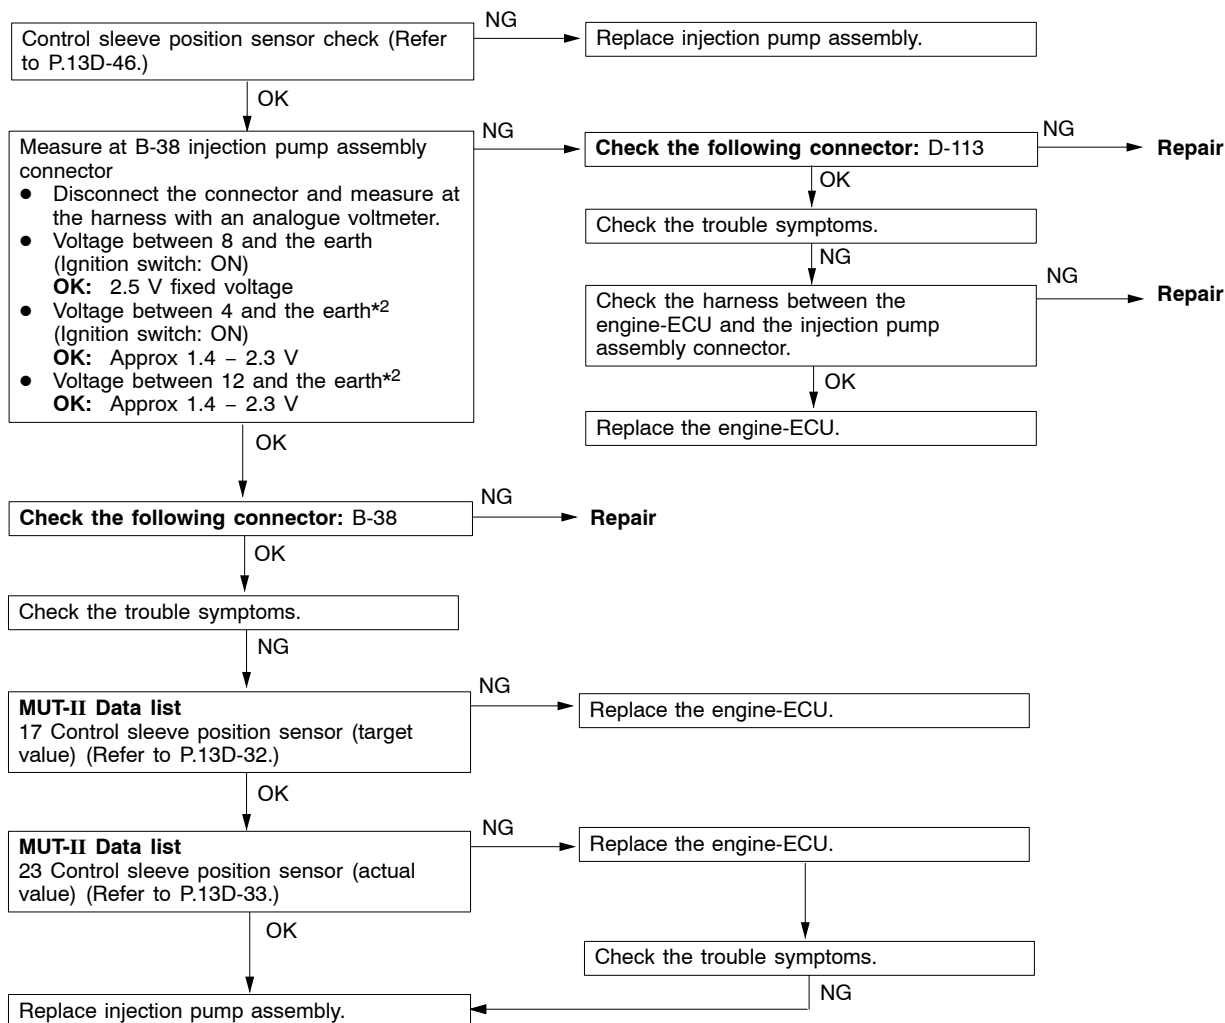 NG
Control sleeve position sensor check (Refer
to P.13D-46.)
Replace injection pump assembly.
OK
NG
Measure at B-38 injection pump assembly
connector
● Disconnect the connector and measure at
the harness with an analogue voltmeter.
● Voltage between 8 and the earth
(Ignition switch: ON)
OK: 2.5 V fixed voltage
● Voltage between 4 and the earth*2
(Ignition switch: ON)
OK: Approx 1.4 – 2.3 V
● Voltage between 12 and the earth*2
OK: Approx 1.4 – 2.3 V
Check the following connector: D-113
NG
Repair
OK
Check the trouble symptoms.
NG
Check the harness between the
engine-ECU and the injection pump
assembly connector.
NG
Repair
OK
Replace the engine-ECU.
OK
Check the following connector: B-38
NG
Repair
OK
Check the trouble symptoms.
NG
MUT-II Data list
17 Control sleeve position sensor (target
value) (Refer to P.13D-32.)
NG
Replace the engine-ECU.
OK
MUT-II Data list
23 Control sleeve position sensor (actual
value) (Refer to P.13D-33.)
NG
Replace the engine-ECU.
OK
Check the trouble symptoms.
NG
Replace injection pump assembly.